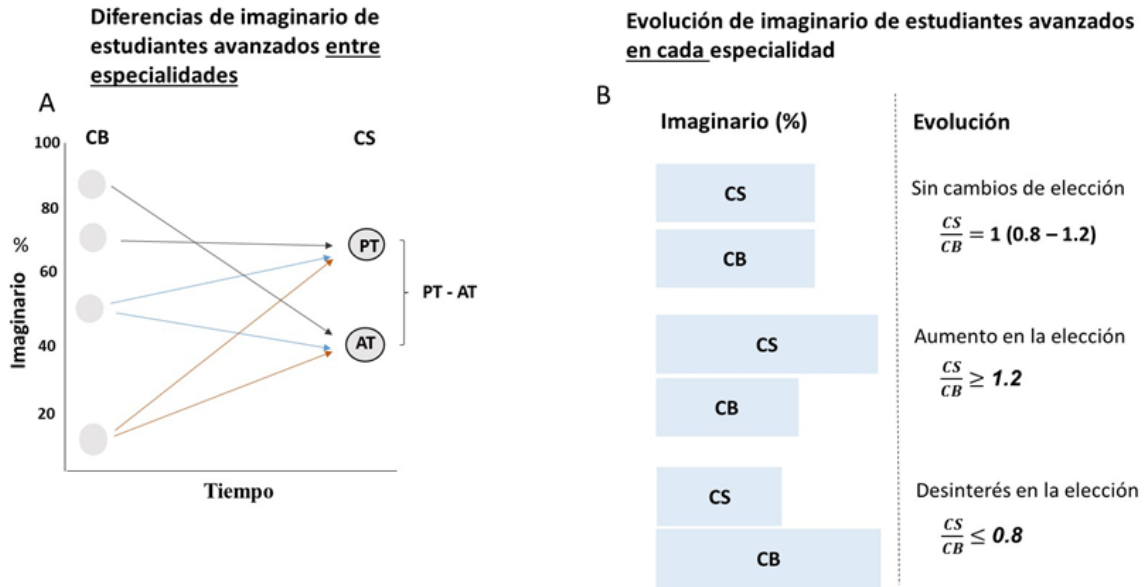 Diferencias de imaginario de
estudiantes avanzados entre
especialidades
A
CB
CS
100
80
%
60
40
20
Imaginario
PT
AT
PT - AT
Tiempo
Evolución de imaginario de estudiantes avanzados
en cada especialidad
B
Imaginario (%)
Evolución
CS
CB
Sin cambios de elección
CS/CB = 1 (0.8 – 1.2)
CS
CB
Aumento en la elección
CS/CB ≥ 1.2
CS
CB
Desinterés en la elección
CS/CB ≤ 0.8